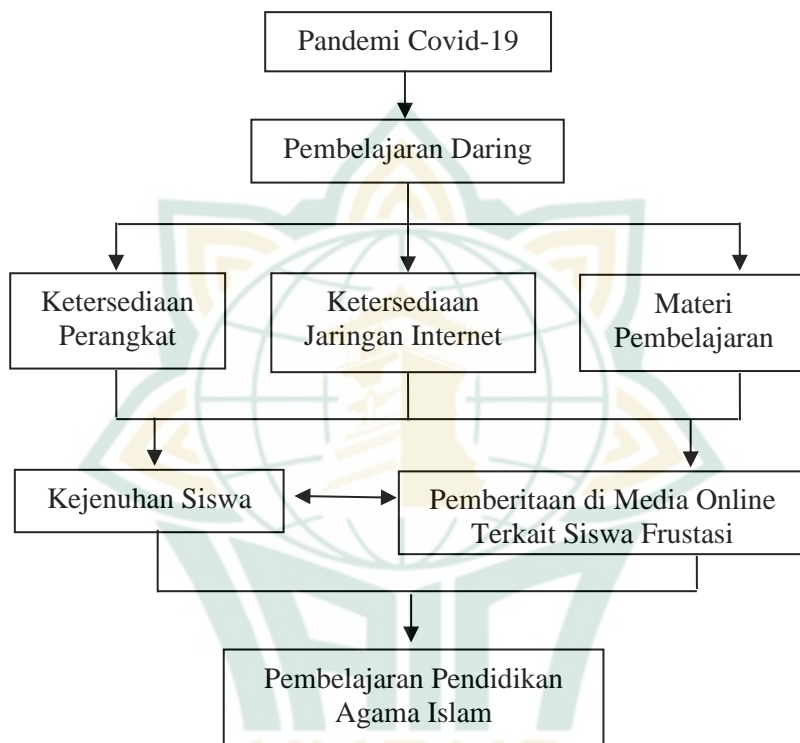 Pandemi Covid-19
Pembelajaran Daring
Ketersediaan
Perangkat
Ketersediaan
Jaringan Internet
Materi
Pembelajaran
Kejenuhan Siswa
Pemberitaan di Media Online
Terkait Siswa Frustasi
Pembelajaran Pendidikan
Agama Islam